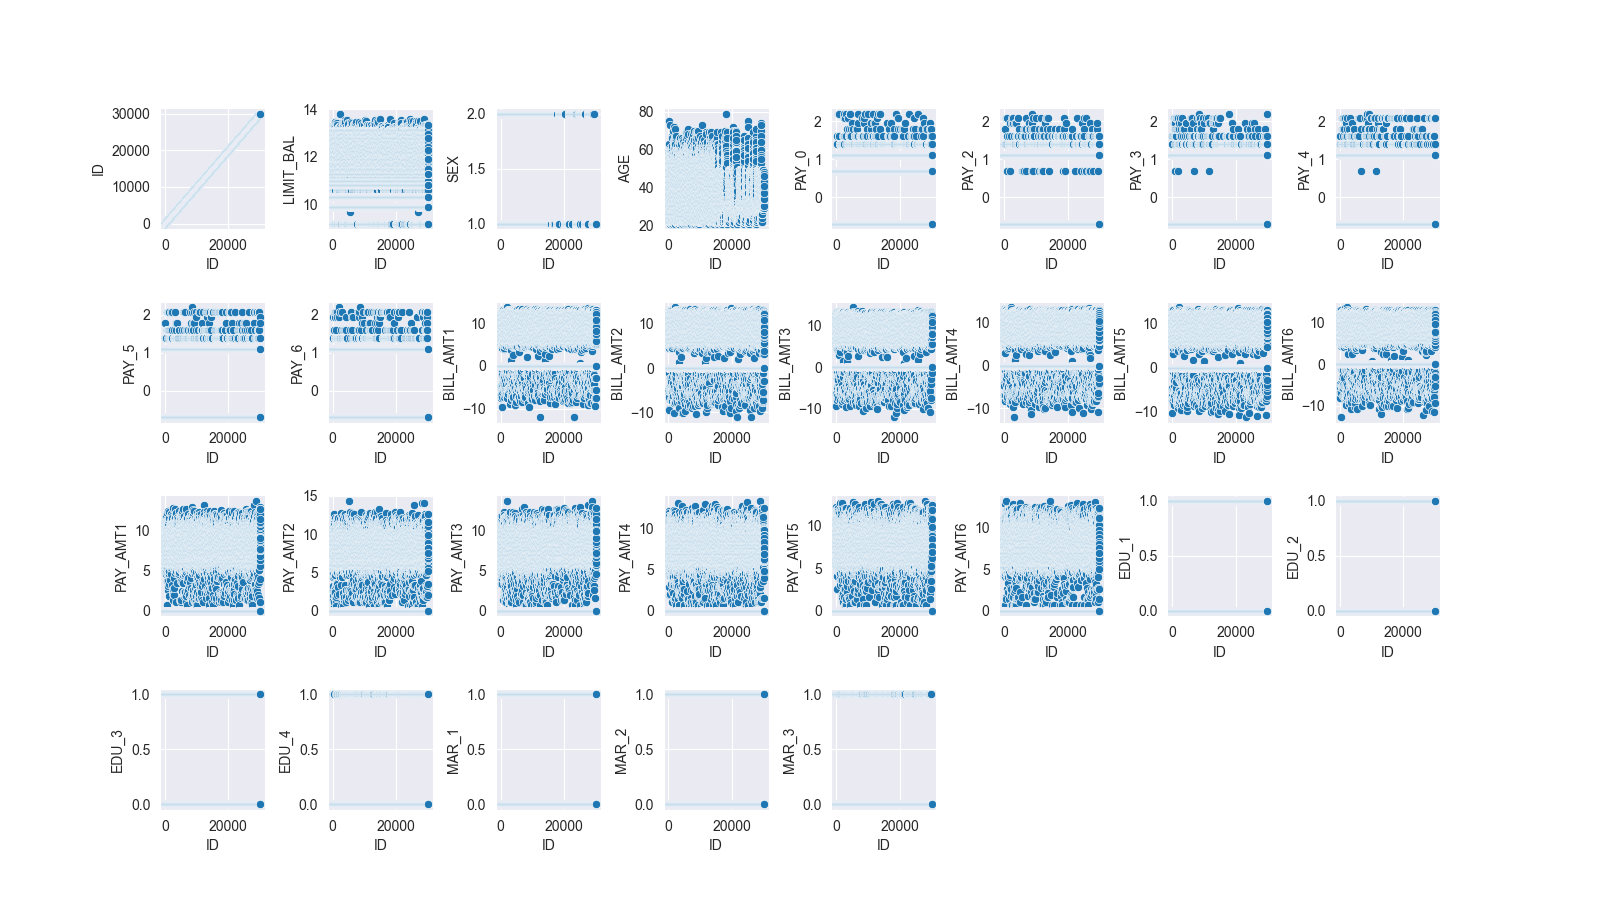 30000
20000
10000
0
ID
0 20000
ID
14
12
10
LIMIT_BAL
0 20000
ID
2.0
1.5
1.0
SEX
0 20000
ID
80
60
40
20
AGE
0 20000
ID
2
1
0
PAY_0
0 20000
ID
2
1
0
PAY_2
0 20000
ID
2
1
0
PAY_3
0 20000
ID
2
1
0
PAY_4
0 20000
ID
2
1
0
PAY_5
0 20000
ID
2
1
0
PAY_6
0 20000
ID
10
0
−10
BILL_AMT1
0 20000
ID
10
0
−10
BILL_AMT2
0 20000
ID
10
0
−10
BILL_AMT3
0 20000
ID
10
0
−10
BILL_AMT4
0 20000
ID
10
0
−10
BILL_AMT5
0 20000
ID
10
0
−10
BILL_AMT6
0 20000
ID
10
5
0
PAY_AMT1
0 20000
ID
15
10
5
0
PAY_AMT2
0 20000
ID
10
5
0
PAY_AMT3
0 20000
ID
10
5
0
PAY_AMT4
0 20000
ID
10
5
0
PAY_AMT5
0 20000
ID
10
5
0
PAY_AMT6
0 20000
ID
1.0
0.5
0.0
EDU_1
0 20000
ID
1.0
0.5
0.0
EDU_2
0 20000
ID
1.0
0.5
0.0
EDU_3
0 20000
ID
1.0
0.5
0.0
EDU_4
0 20000
ID
1.0
0.5
0.0
MAR_1
0 20000
ID
1.0
0.5
0.0
MAR_2
0 20000
ID
1.0
0.5
0.0
MAR_3
0 20000
ID